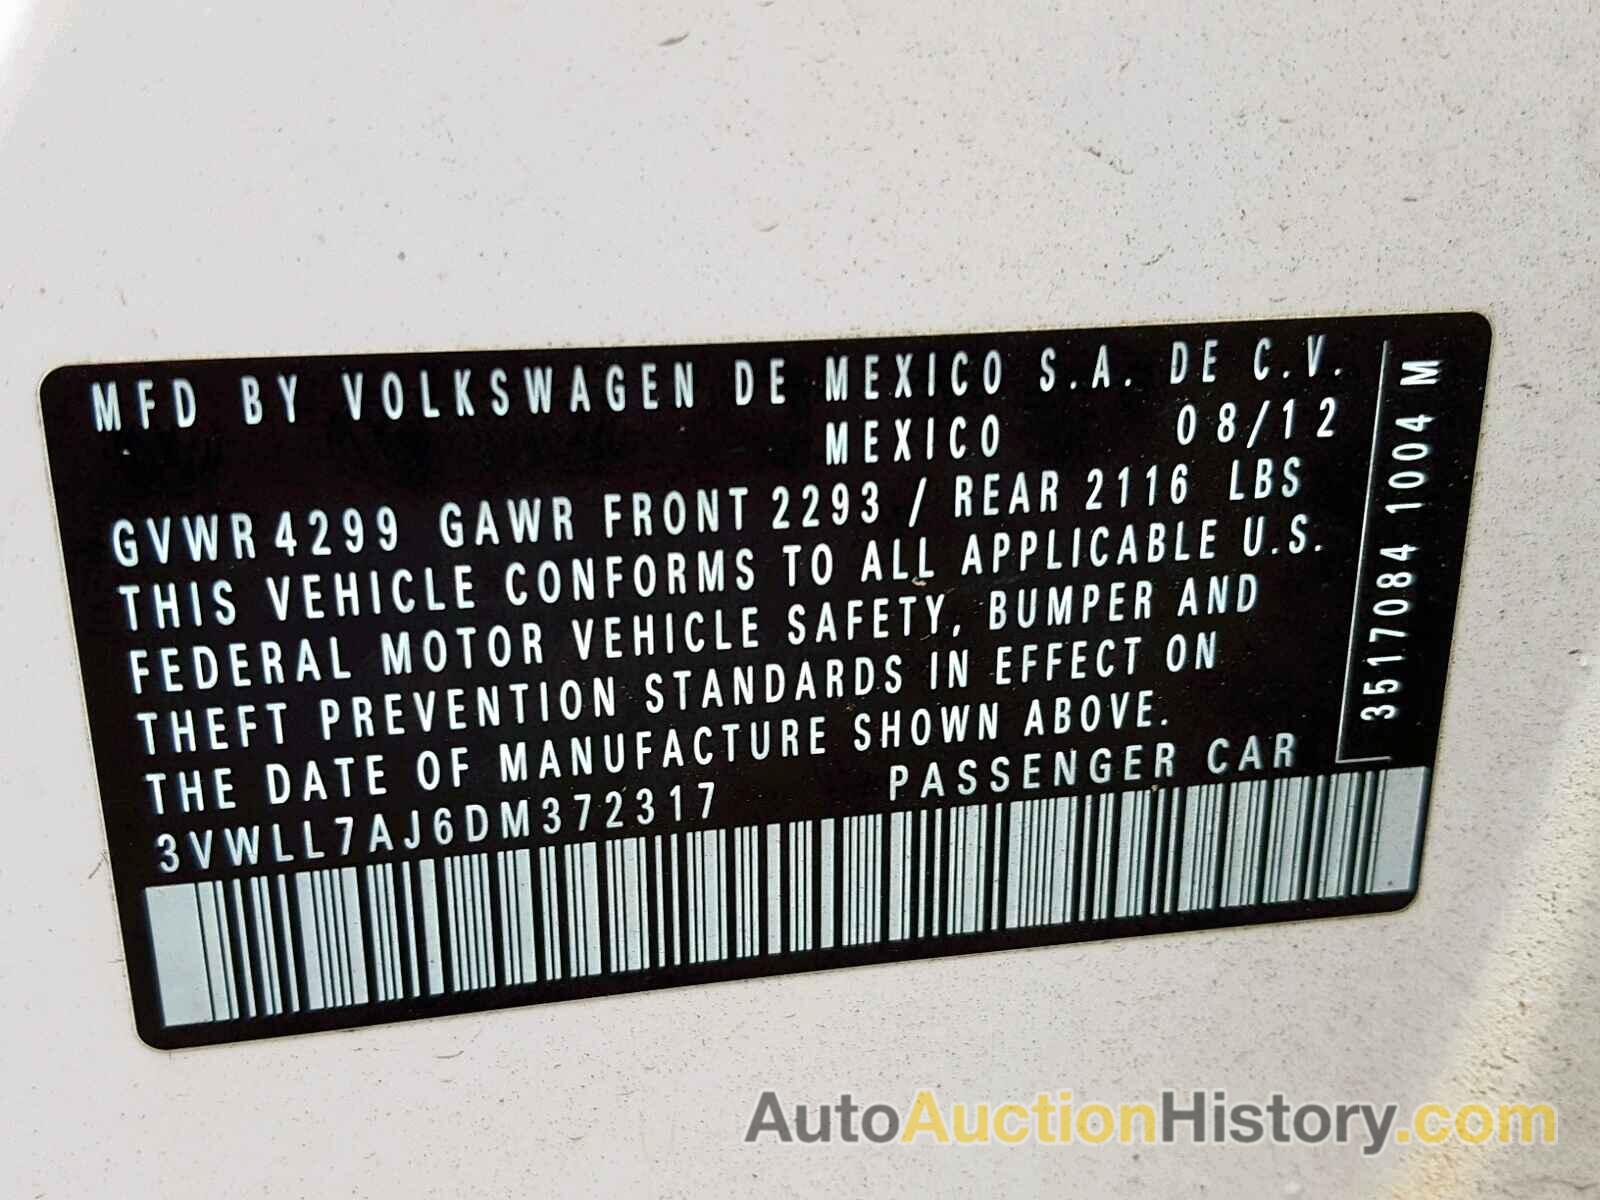 MFD BY VOLKSWAGEN DE MEXICO S.A. DE C.V.
MEXICO 08/12
GVWR 4299 GAWR FRONT 2293 / REAR 2116 LBS
THIS VEHICLE CONFORMS TO ALL APPLICABLE U.S.
FEDERAL MOTOR VEHICLE SAFETY, BUMPER AND
THEFT PREVENTION STANDARDS IN EFFECT ON
THE DATE OF MANUFACTURE SHOWN ABOVE.
3VWLL7AJ6DM372317 PASSENGER CAR
3517084 1004 M
AutoAuctionHistory.com